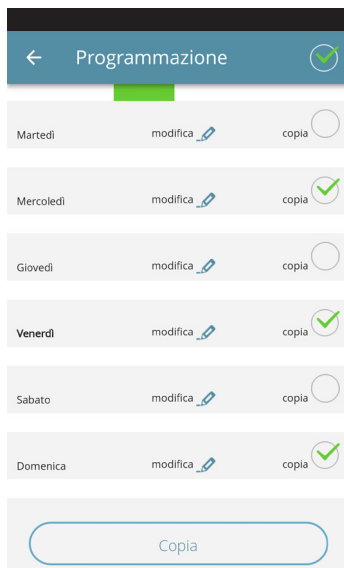 Programmazione
Martedì modifica copia
Mercoledì modifica copia
Giovedì modifica copia
Venerdì modifica copia
Sabato modifica copia
Domenica modifica copia
Copia